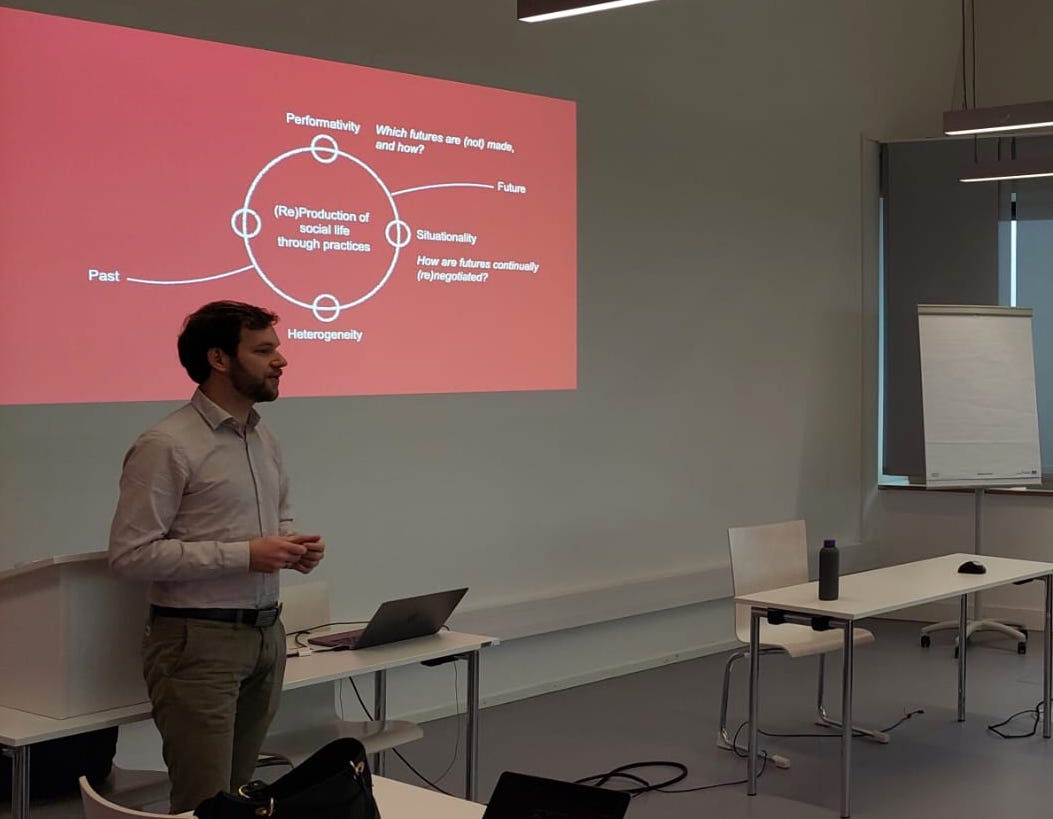 Performativity
Which futures are (not) made,
and how?
Future
(Re)Production of
social life
through practices
Situationality
How are futures continually
(re)negotiated?
Past
Heterogeneity